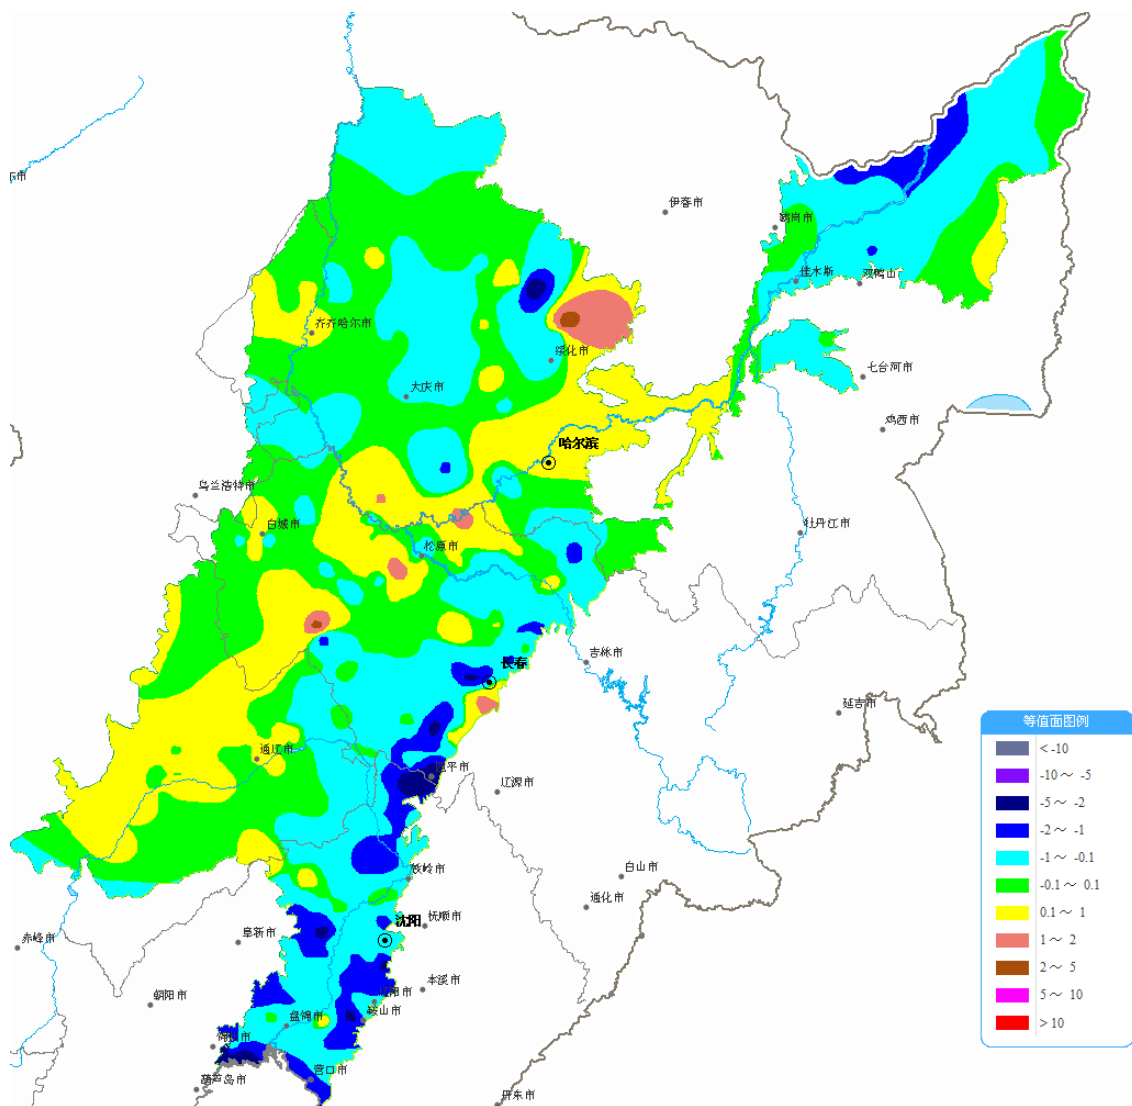 伊春市
鹤岗市
佳木斯
双鸭山
齐齐哈尔市
绥化市
七台河市
大庆市
鸡西市
哈尔滨
乌兰浩特市
白城市
牡丹江市
松原市
吉林市
长春
延吉市
等值面图例
< -10
-10～ -5
-5～ -2
-2～ -1
-1～ -0.1
-0.1～ 0.1
0.1～ 1
1～ 2
2～ 5
5～ 10
> 10
通辽市
四平市
辽源市
白山市
铁岭市
通化市
沈阳
抚顺市
阜新市
赤峰市
本溪市
辽阳市
朝阳市
鞍山市
盘锦市
营口市
葫芦岛市
丹东市